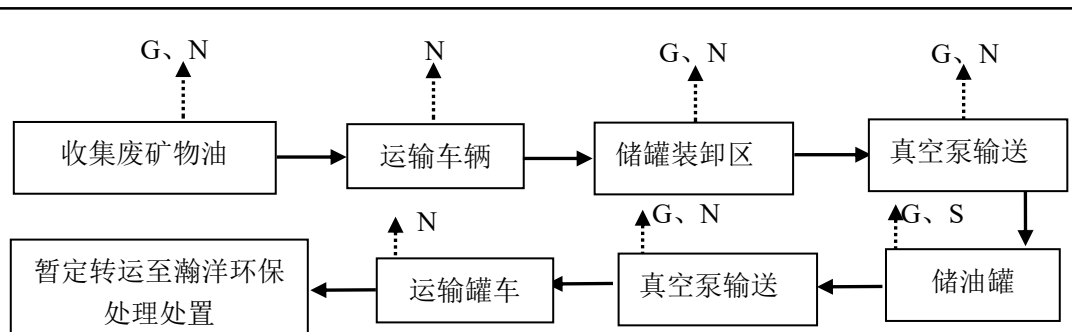 G、N
N
G、N
G、N
收集废矿物油
运输车辆
储罐装卸区
真空泵输送
N
G、N
G、S
暂定转运至瀚洋环保
处理处置
运输罐车
真空泵输送
储油罐